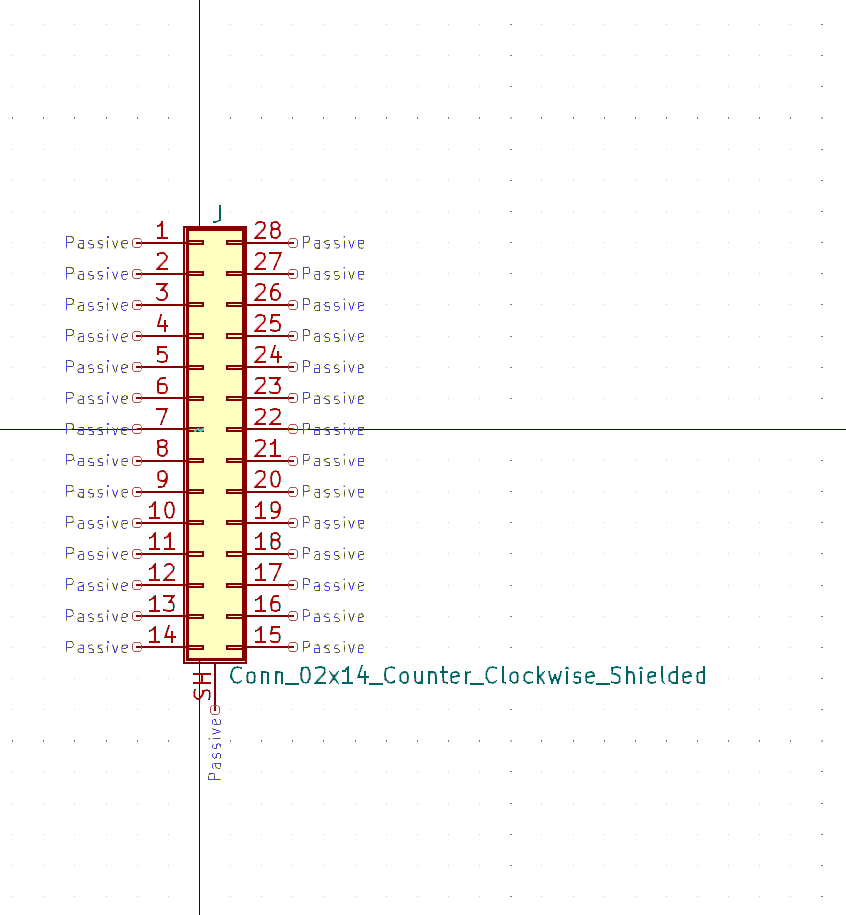 J
Passive 1 28 Passive
Passive 2 27 Passive
Passive 3 26 Passive
Passive 4 25 Passive
Passive 5 24 Passive
Passive 6 23 Passive
Passive 7 22 Passive
Passive 8 21 Passive
Passive 9 20 Passive
Passive 10 19 Passive
Passive 11 18 Passive
Passive 12 17 Passive
Passive 13 16 Passive
Passive 14 15 Passive
SH Conn_02x14_Counter_Clockwise_Shielded
Passive